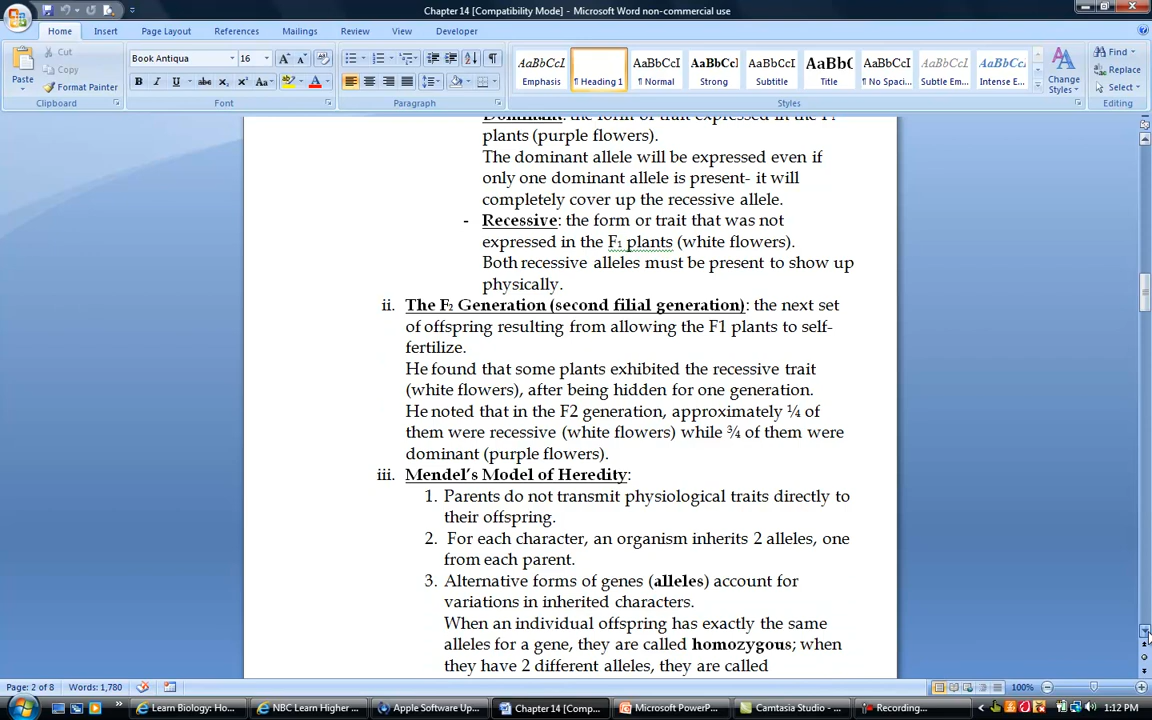 Chapter 14 [Compatibility Mode] - Microsoft Word non-commercial use
Home Insert Page Layout References Mailings Review View Developer
Cut
Copy
Format Painter
Paste
Clipboard
Book Antiqua 16
Font
Paragraph
AaBbCcI AaBbCcI AaBbCcL AaBbCcI AaBb( AaBbCcI AaBbCcI AaBbCcI
Emphasis ¶ Heading 1 ¶ Normal Strong Subtitle Title ¶ No Spaci... Subtle Em... Intense E...
Change
Styles
Styles
Find
Replace
Select
Editing
Dominant: the form or trait expressed in the F₁
plants (purple flowers).
The dominant allele will be expressed even if
only one dominant allele is present- it will
completely cover up the recessive allele.
- Recessive: the form or trait that was not
expressed in the F₁ plants (white flowers).
Both recessive alleles must be present to show up
physically.
ii. The F₂ Generation (second filial generation): the next set
of offspring resulting from allowing the F1 plants to self-
fertilize.
He found that some plants exhibited the recessive trait
(white flowers), after being hidden for one generation.
He noted that in the F2 generation, approximately ¼ of
them were recessive (white flowers) while ¾ of them were
dominant (purple flowers).
iii. Mendel's Model of Heredity:
1. Parents do not transmit physiological traits directly to
their offspring.
2. For each character, an organism inherits 2 alleles, one
from each parent.
3. Alternative forms of genes (alleles) account for
variations in inherited characters.
When an individual offspring has exactly the same
alleles for a gene, they are called homozygous; when
they have 2 different alleles, they are called
Page: 2 of 8 Words: 1,780 100%
Learn Biology: Ho... NBC Learn Higher ... Apple Software Up... Chapter 14 [Comp... Microsoft PowerP... Camtasia Studio - ... Recording... 1:12 PM